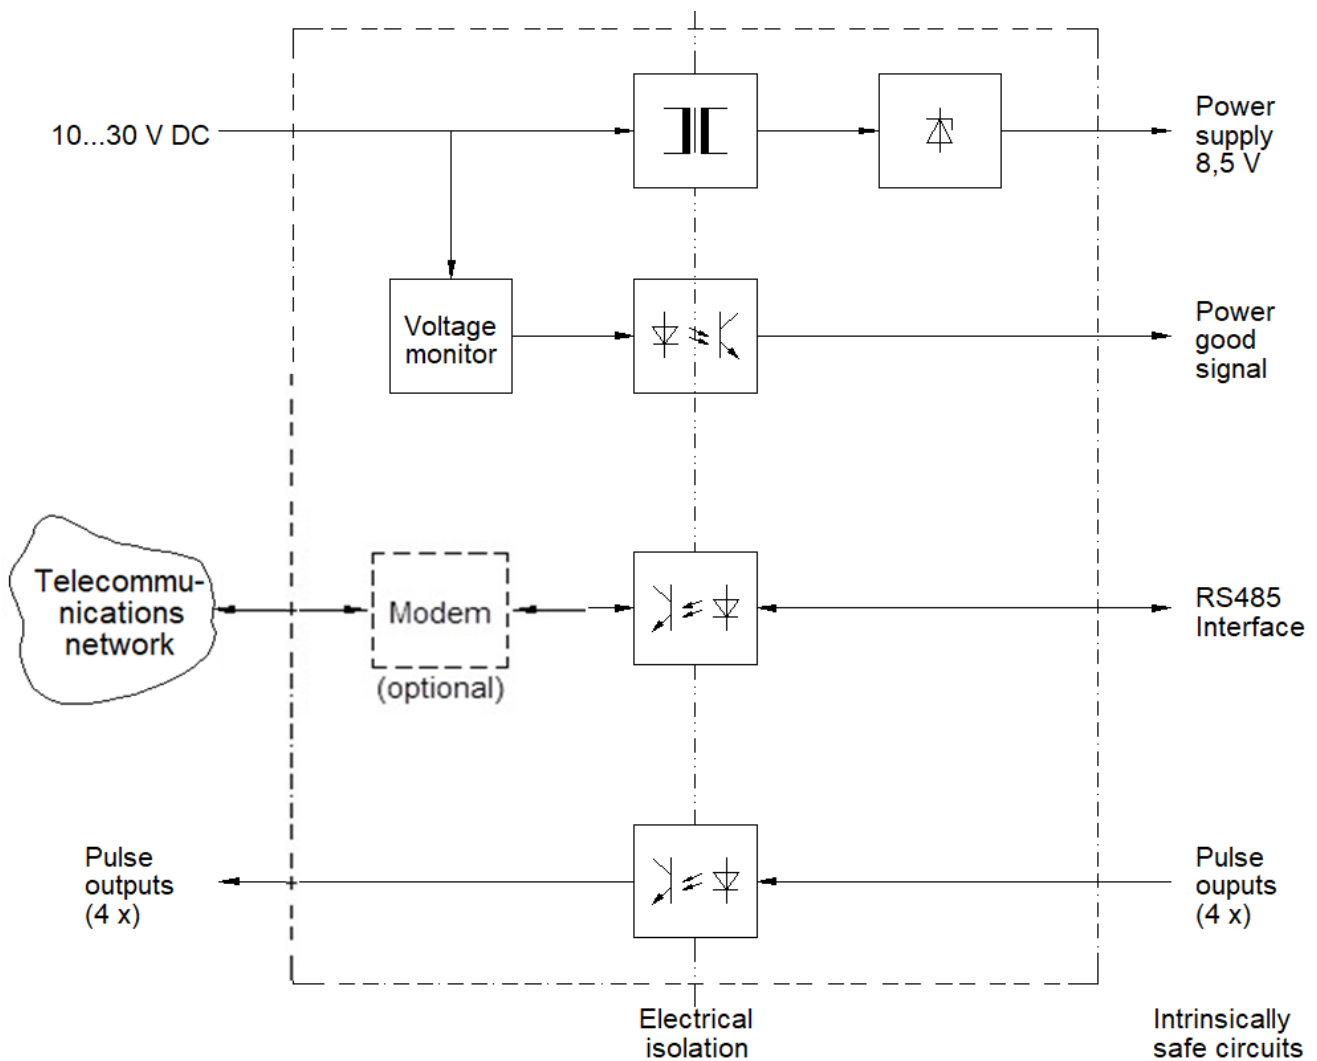 10...30 V DC
Power
supply
8,5 V
Voltage
monitor
Power
good
signal
Telecommu-
nications
network
Modem
(optional)
RS485
Interface
Pulse
outputs
(4 x)
Pulse
ouputs
(4 x)
Electrical
isolation
Intrinsically
safe circuits